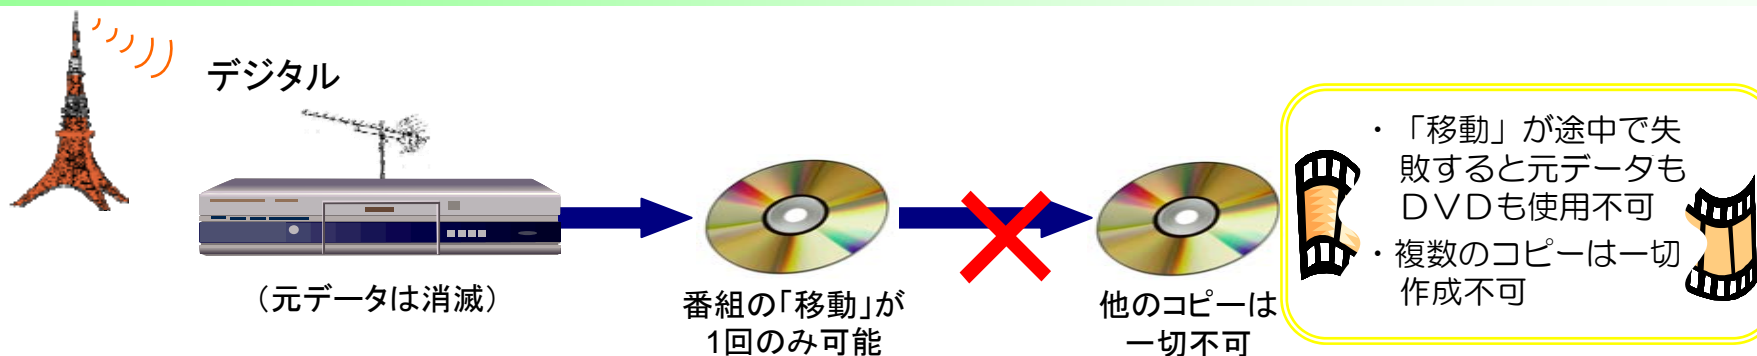 デジタル
（元データは消滅）
番組の｢移動｣が
1回のみ可能
他のコピーは
一切不可
・「移動」が途中で失
敗すると元データも
ＤＶＤも使用不可
・複数のコピーは一切
作成不可